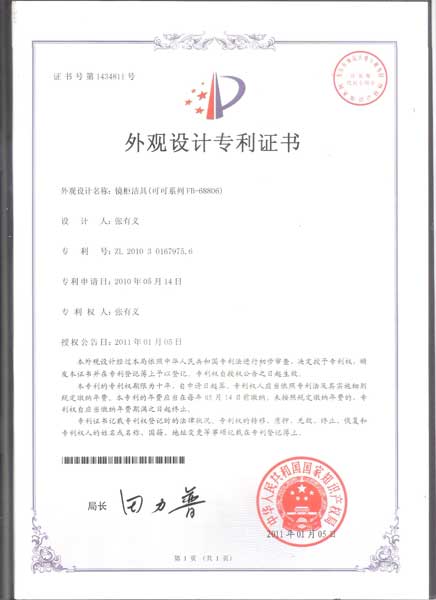 证书号第1434811号
外观设计专利证书
外观设计名称：镜柜洁具(可可系列FB-68806)
设 计 人：张有义
专 利 号：ZL 2010 3 0167975.6
专利申请日：2010年05月14日
专 利 权 人：张有义
授权公告日：2011年01月05日
本外观设计经过本局依照中华人民共和国专利法进行初步审查，决定授予专利权，颁
发本证书并在专利登记簿上予以登记。专利权自授权公告之日起生效。
本专利的专利权期限为十年，自申请日起算。专利权人应当依照专利法及其实施细则
规定缴纳年费。本专利的年费应当在每年05月14日前缴纳。未按照规定缴纳年费的，专
利权自应当缴纳年费期满之日起终止。
专利证书记载专利权登记时的法律状况。专利权的转移、质押、无效、终止、恢复和
专利权人的姓名或名称、国籍、地址变更等事项记载在专利登记簿上。
局长 田力普
中华人民共和国国家知识产权局
2011年01月05日
第1页（共1页）